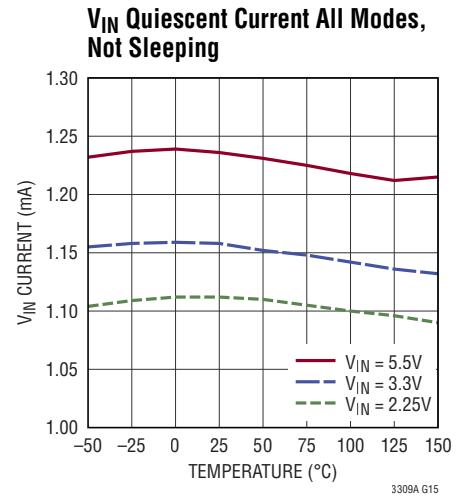 VIN Quiescent Current All Modes,
Not Sleeping
1.30
1.25
1.20
1.15
1.10
1.05
1.00
VIN CURRENT (mA)
VIN = 5.5V
VIN = 3.3V
VIN = 2.25V
–50 –25 0 25 50 75 100 125 150
TEMPERATURE (°C)
3309A G15